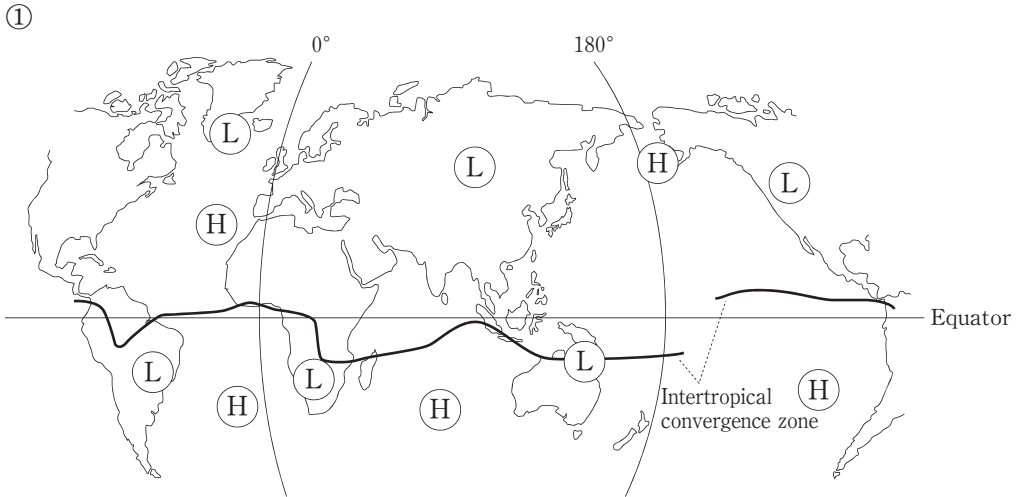 ①
0° 180°
L
H
L
L
H
L
H
L
L
H
H
L
H
Equator
Intertropical
convergence zone